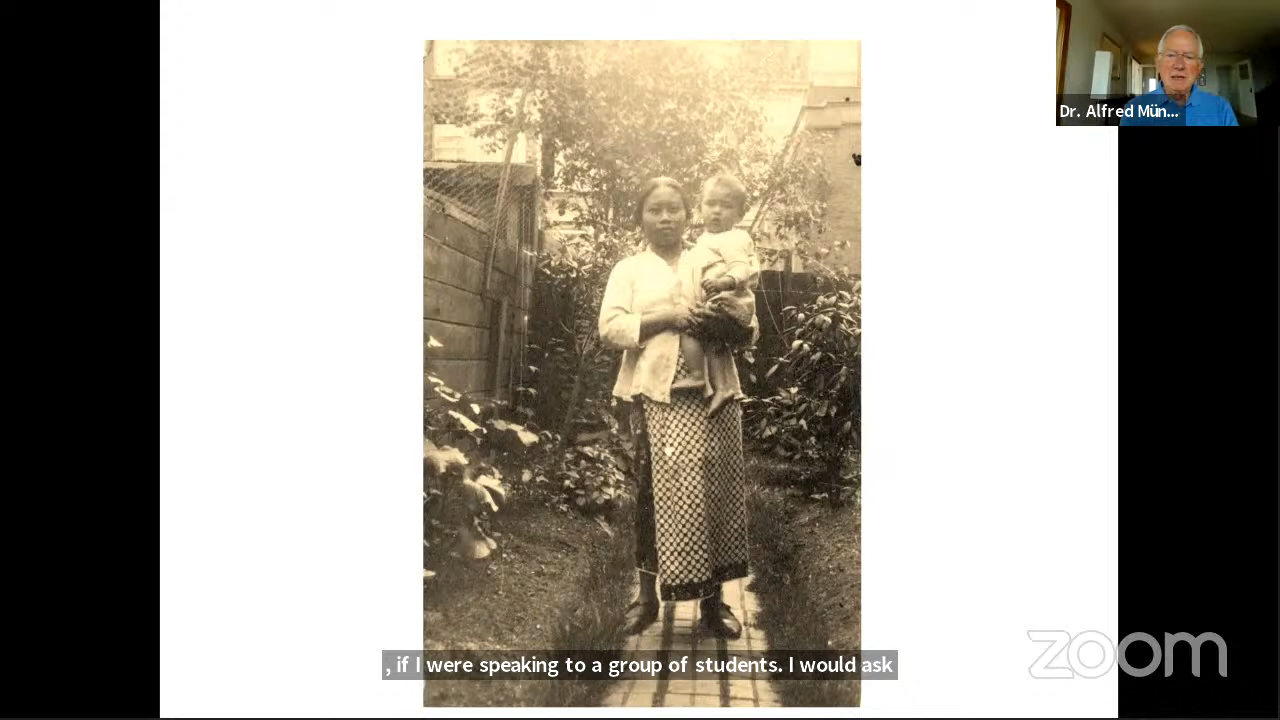 Dr. Alfred Mün...
, if I were speaking to a group of students. I would ask
zoom